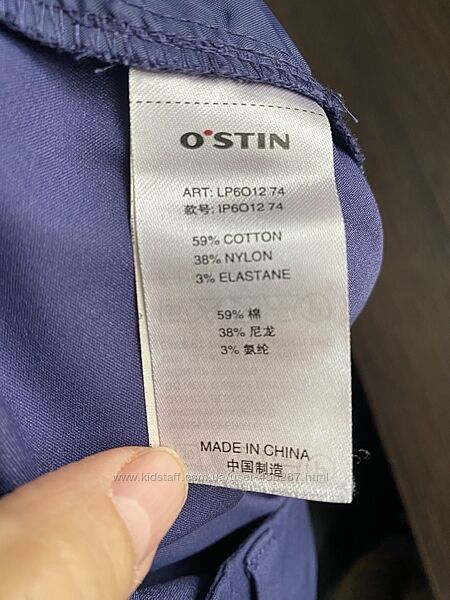 O'STIN
ART: LP6O12 74
款号: IP6O12 74
59% COTTON
38% NYLON
3% ELASTANE
59% 棉
38% 尼龙
3% 氨纶
MADE IN CHINA
中国制造